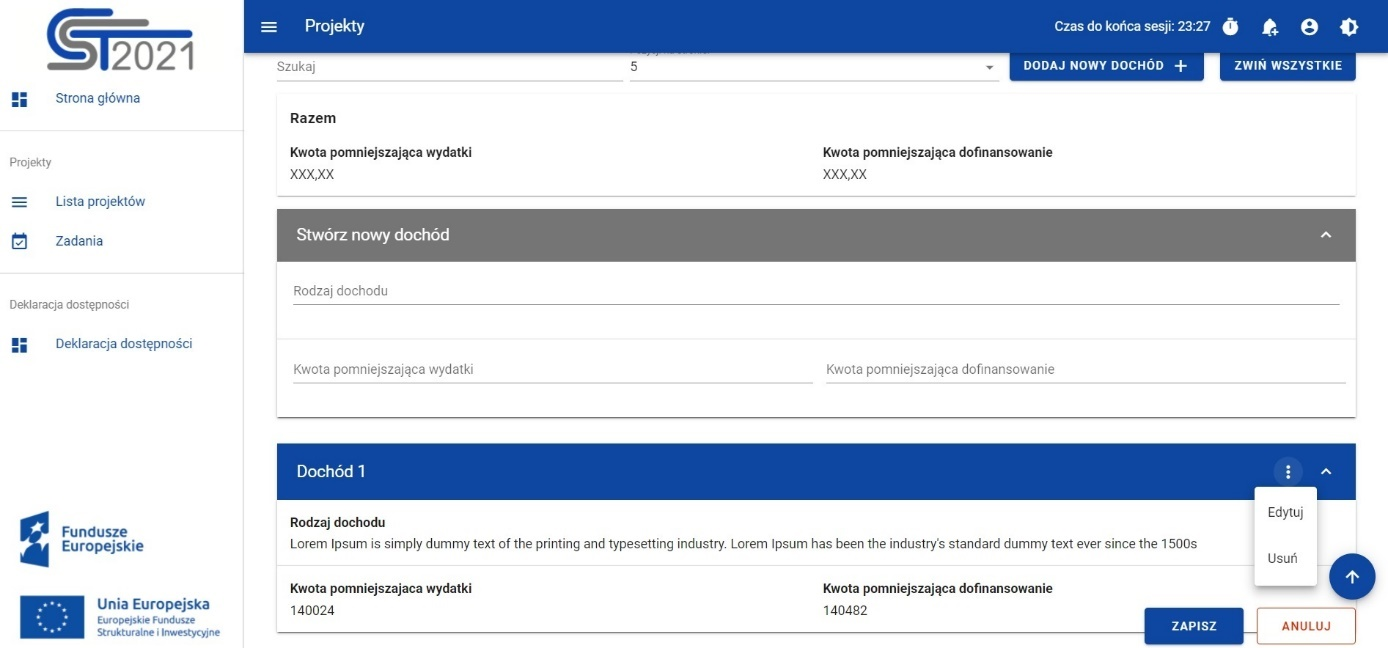 CST2021
Projekty
Czas do końca sesji: 23:27
Strona główna
Projekty
Lista projektów
Zadania
Deklaracja dostępności
Deklaracja dostępności
Fundusze
Europejskie
Unia Europejska
Europejskie Fundusze
Strukturalne i Inwestycyjne
Szukaj
5
DODAJ NOWY DOCHÓD
ZWIŃ WSZYSTKIE
Razem
Kwota pomniejszająca wydatki
Kwota pomniejszająca dofinansowanie
XXX,XX
XXX,XX
Stwórz nowy dochód
Rodzaj dochodu
Kwota pomniejszająca wydatki
Kwota pomniejszająca dofinansowanie
Dochód 1
Edytuj
Usuń
Rodzaj dochodu
Lorem Ipsum is simply dummy text of the printing and typesetting industry. Lorem Ipsum has been the industry's standard dummy text ever since the 1500s
Kwota pomniejszaca wydatki
Kwota pomniejszsząca dofinansowanie
140024
140482
ZAPISZ
ANULUJ